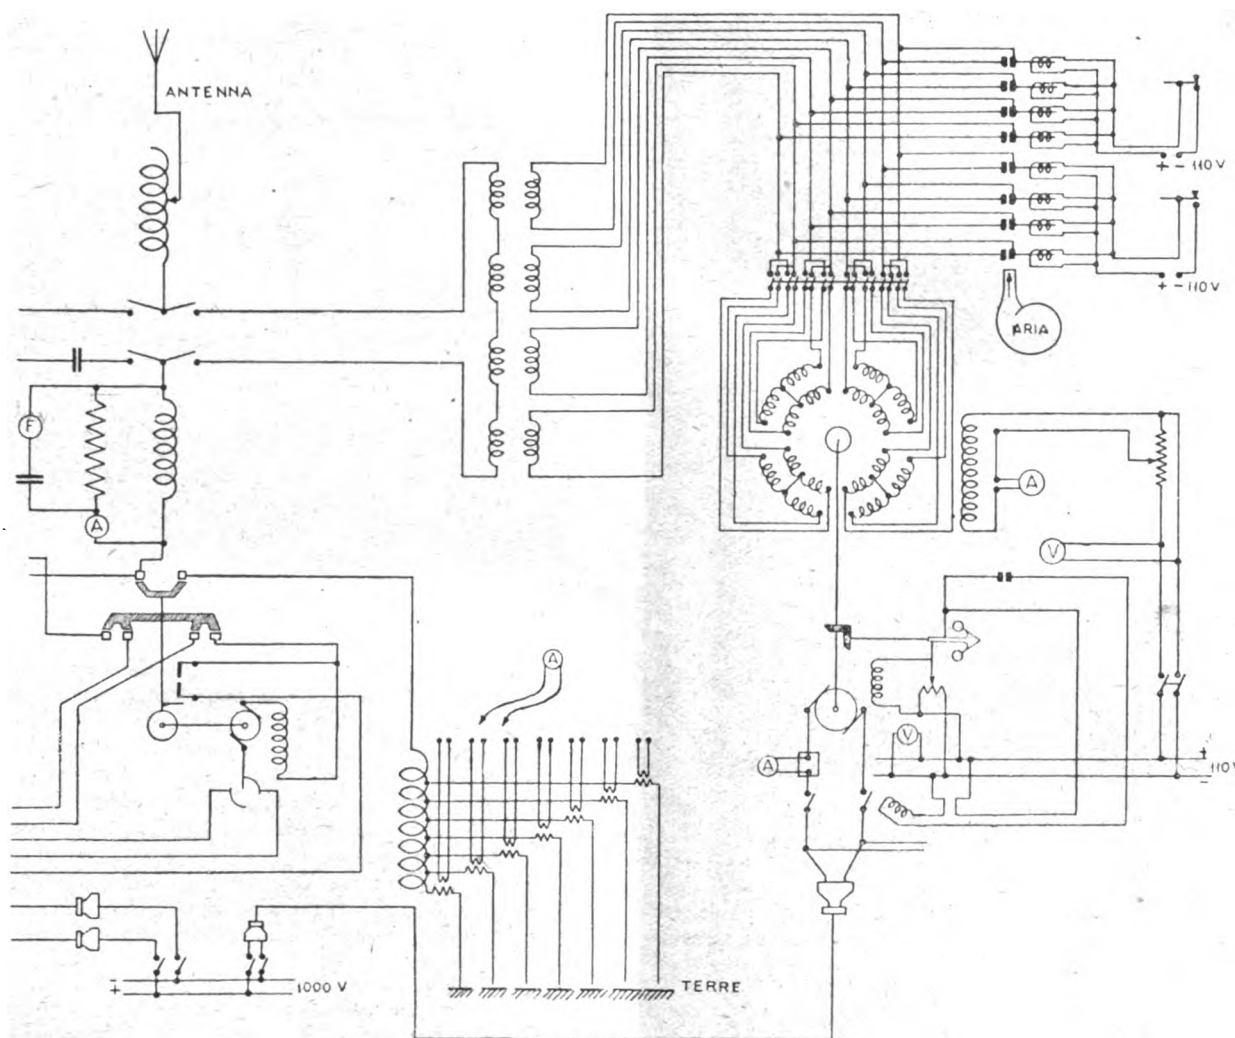 ANTENNA
+ - 110 V
+ - 110 V
ARIA
F
A
A
V
A
V
A
+
110 V
-
-
+
1000 V
TERRE